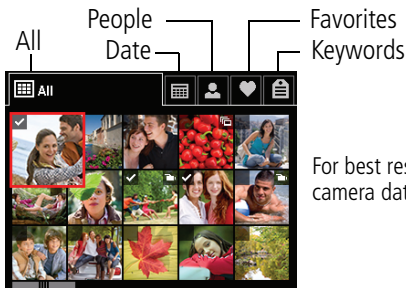 People
Favorites
All
Date
Keywords
All
For best res
camera dat